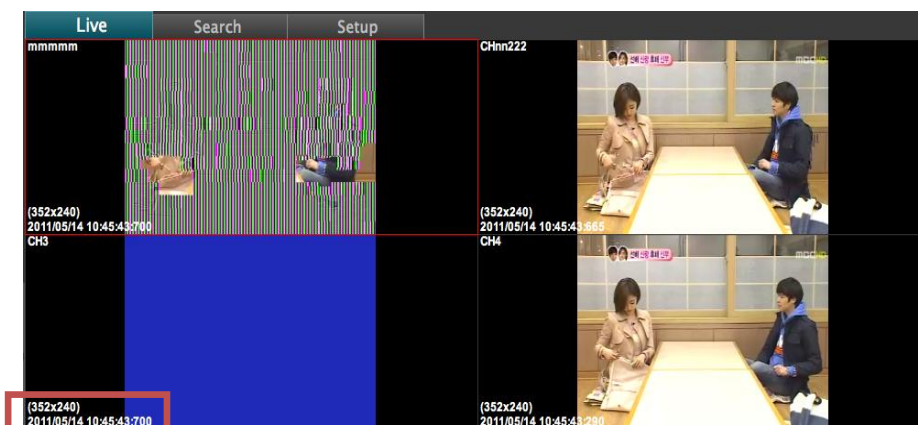 Live Search Setup
mmmmm
CHnn222
(352x240)
2011/05/14 10:45:43:700
(352x240)
2011/05/14 10:45:43:665
CH3
CH4
(352x240)
2011/05/14 10:45:43:700
(352x240)
2011/05/14 10:45:43:290